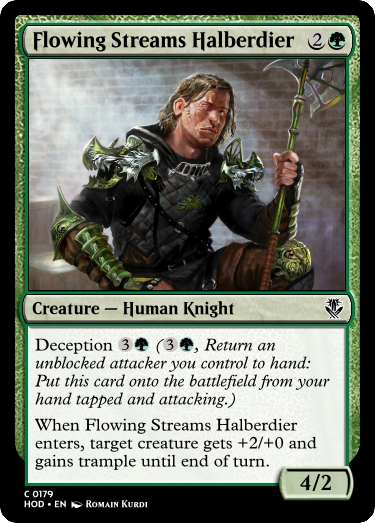 Flowing Streams Halberdier 2
Creature — Human Knight
Deception 3 (3, Return an
unblocked attacker you control to hand:
Put this card onto the battlefield from your
hand tapped and attacking.)
When Flowing Streams Halberdier
enters, target creature gets +2/+0 and
gains trample until end of turn.
4/2
C 0179
HOD • EN Romain Kurdi